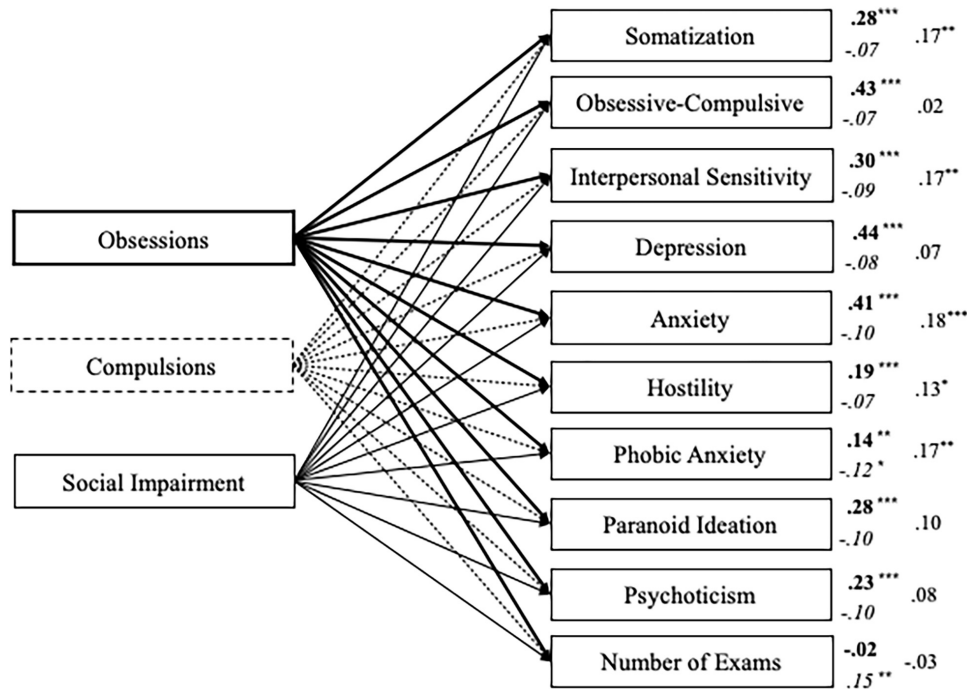 Somatization .28*** -.07 .17**
Obsessive-Compulsive .43*** -.07 .02
Interpersonal Sensitivity .30*** -.09 .17**
Obsessions
Depression .44*** -.08 .07
Anxiety .41*** -.10 .18***
Compulsions
Hostility .19*** -.07 .13*
Phobic Anxiety .14** -.12* .17**
Social Impairment
Paranoid Ideation .28*** -.10 .10
Psychoticism .23*** -.10 .08
Number of Exams -.02 .15** -.03